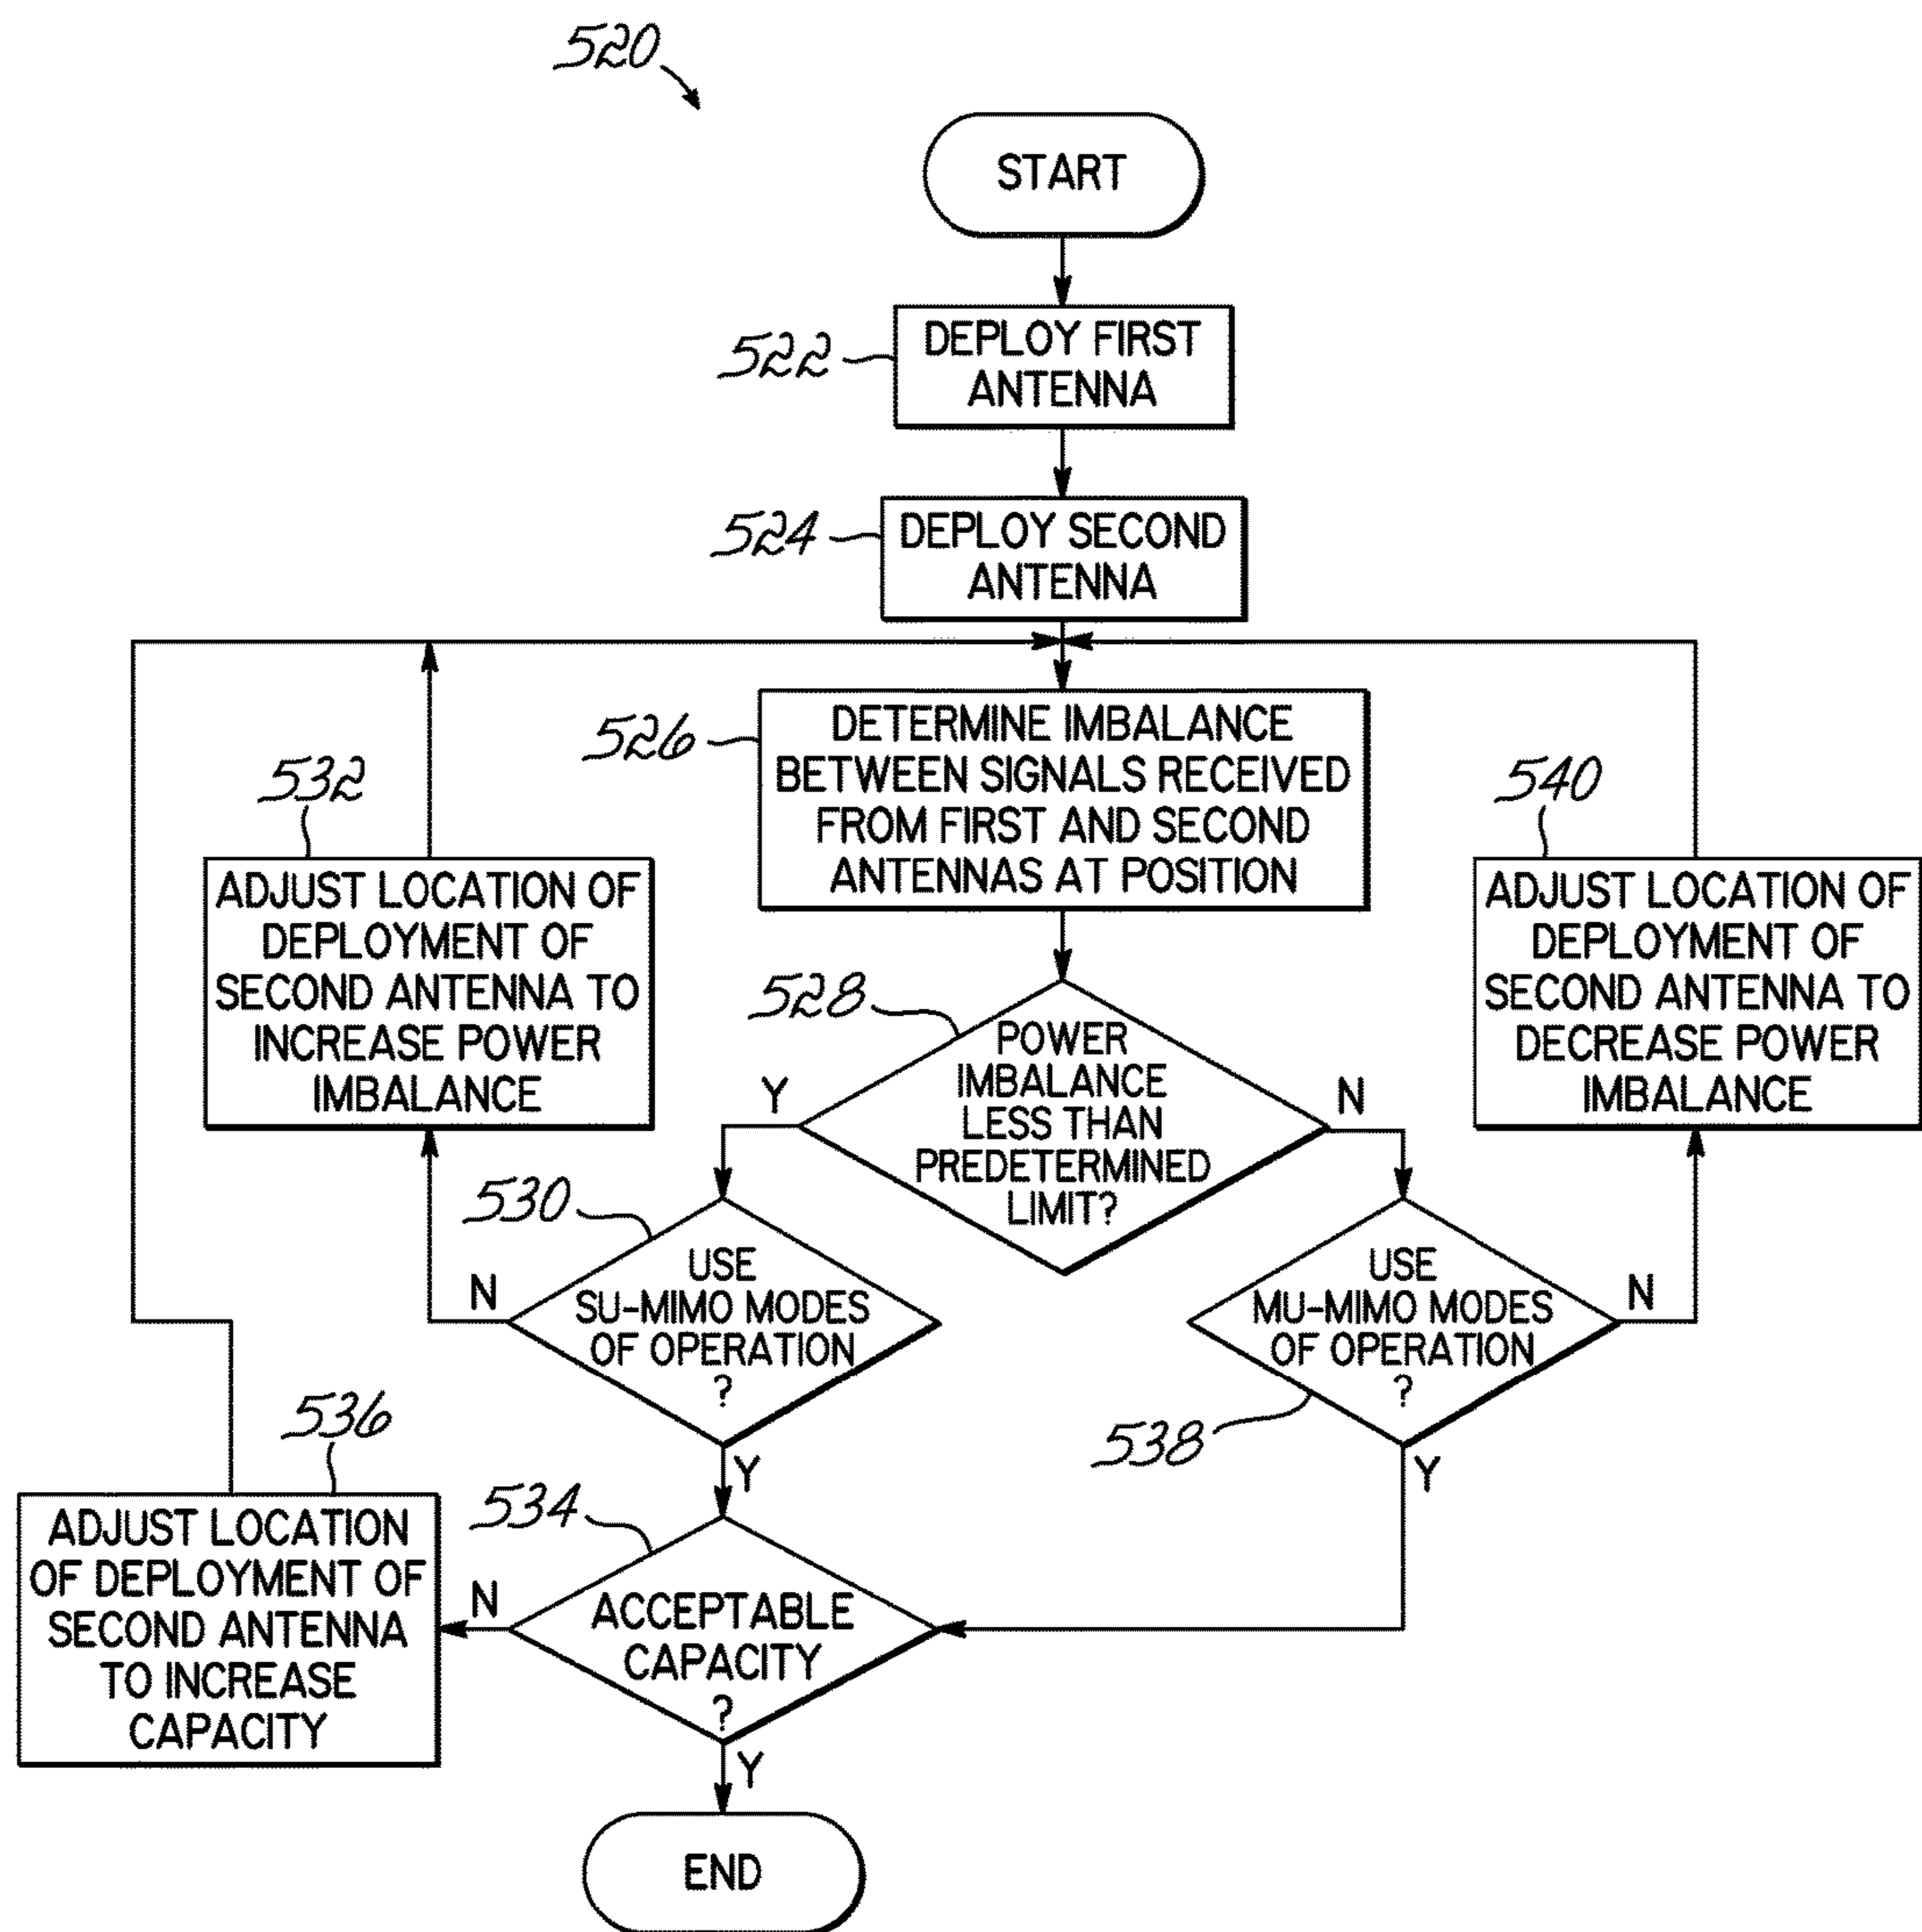 520
START
522
DEPLOY FIRST
ANTENNA
524
DEPLOY SECOND
ANTENNA
526
DETERMINE IMBALANCE
BETWEEN SIGNALS RECEIVED
FROM FIRST AND SECOND
ANTENNAS AT POSITION
532
ADJUST LOCATION OF
DEPLOYMENT OF
SECOND ANTENNA TO
INCREASE POWER
IMBALANCE
540
ADJUST LOCATION OF
DEPLOYMENT OF
SECOND ANTENNA TO
DECREASE POWER
IMBALANCE
528
POWER
IMBALANCE
LESS THAN
PREDETERMINED
LIMIT?
Y
N
530
USE
SU-MIMO MODES
OF OPERATION
?
N
Y
USE
MU-MIMO MODES
OF OPERATION
?
N
538
Y
536
ADJUST LOCATION
OF DEPLOYMENT OF
SECOND ANTENNA
TO INCREASE
CAPACITY
534
N
ACCEPTABLE
CAPACITY
?
Y
END